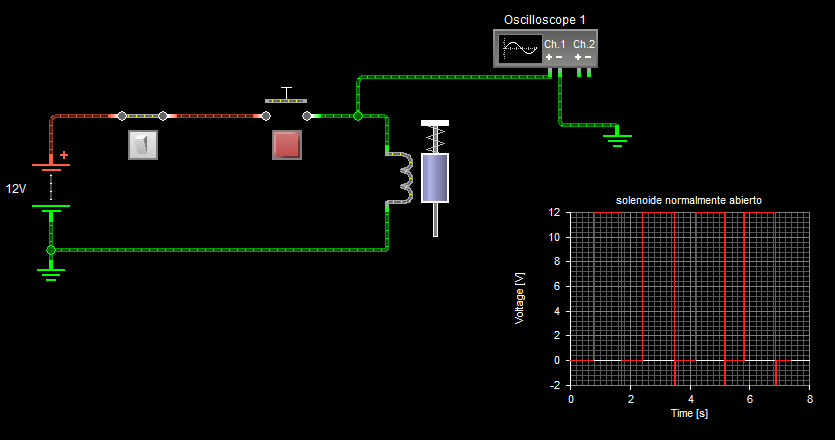 Oscilloscope 1
Ch.1 Ch.2
+ − + −
+
12V
solenoide normalmente abierto
12
10
8
6
4
2
0
-2
Voltage [V]
0 2 4 6 8
Time [s]